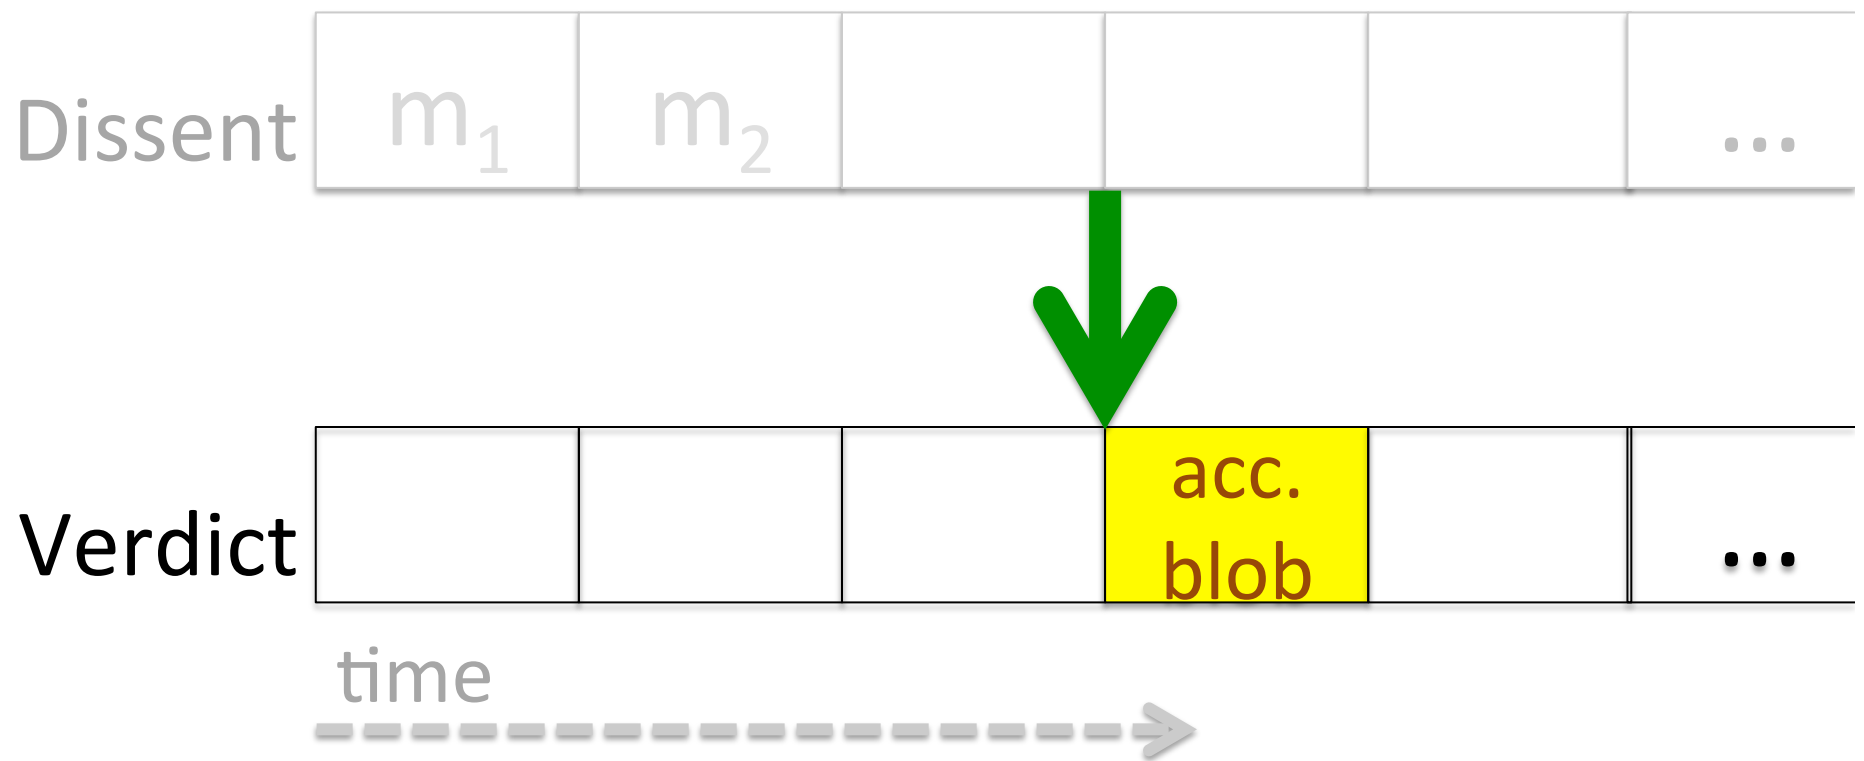 Dissent m₁ m₂ ...
Verdict acc. blob ...
time